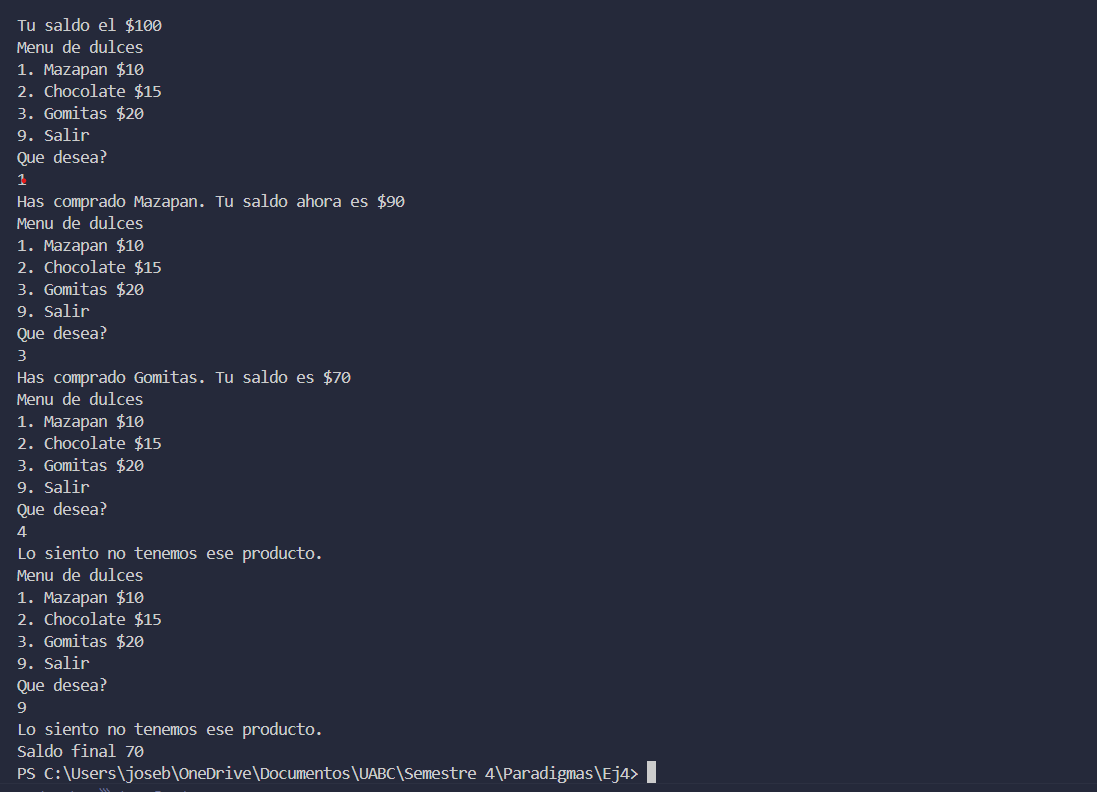 Tu saldo el $100
Menu de dulces
1. Mazapan $10
2. Chocolate $15
3. Gomitas $20
9. Salir
Que desea?
1
Has comprado Mazapan. Tu saldo ahora es $90
Menu de dulces
1. Mazapan $10
2. Chocolate $15
3. Gomitas $20
9. Salir
Que desea?
3
Has comprado Gomitas. Tu saldo es $70
Menu de dulces
1. Mazapan $10
2. Chocolate $15
3. Gomitas $20
9. Salir
Que desea?
4
Lo siento no tenemos ese producto.
Menu de dulces
1. Mazapan $10
2. Chocolate $15
3. Gomitas $20
9. Salir
Que desea?
9
Lo siento no tenemos ese producto.
Saldo final 70
PS C:\Users\joseb\OneDrive\Documentos\UABC\Semestre 4\Paradigmas\Ej4>